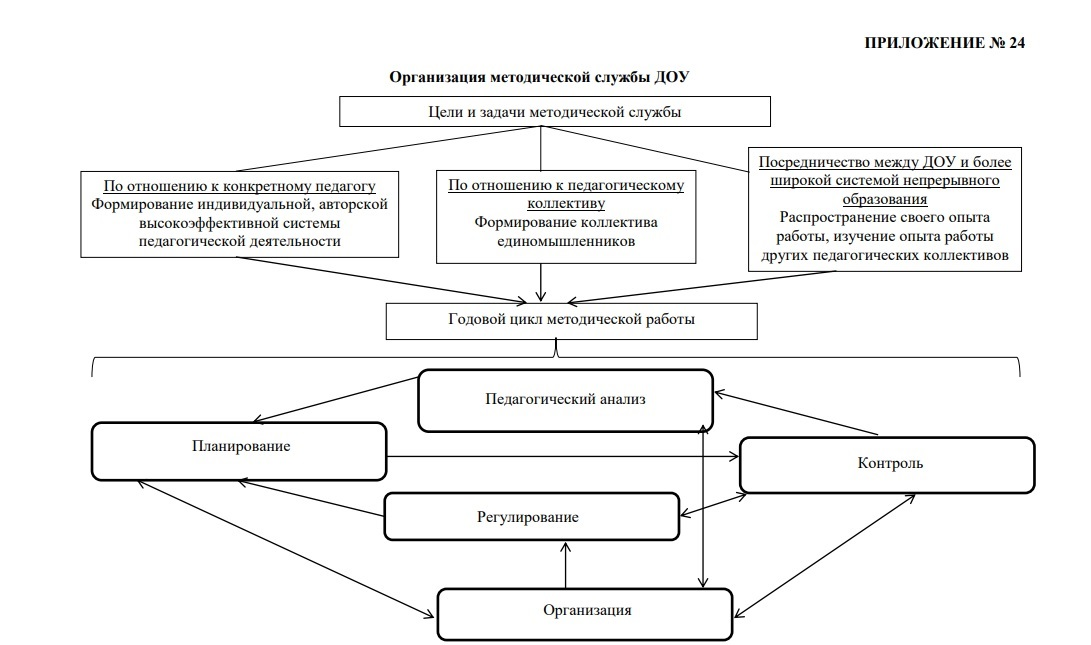 ПРИЛОЖЕНИЕ № 24
Организация методической службы ДОУ
Цели и задачи методической службы
По отношению к конкретному педагогу
Формирование индивидуальной, авторской
высокоэффективной системы
педагогической деятельности
По отношению к педагогическому
коллективу
Формирование коллектива
единомышленников
Посредничество между ДОУ и более
широкой системой непрерывного
образования
Распространение своего опыта
работы, изучение опыта работы
других педагогических коллективов
Годовой цикл методической работы
Педагогический анализ
Планирование
Контроль
Регулирование
Организация